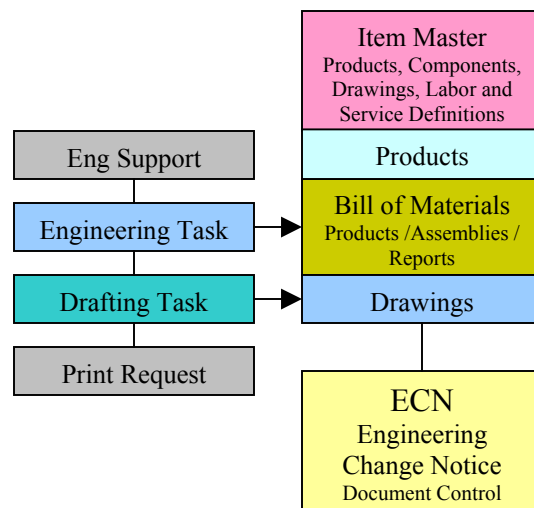 Item Master
Products, Components,
Drawings, Labor and
Service Definitions
Products
Bill of Materials
Products /Assemblies /
Reports
Drawings
Eng Support
Engineering Task
Drafting Task
Print Request
ECN
Engineering
Change Notice
Document Control